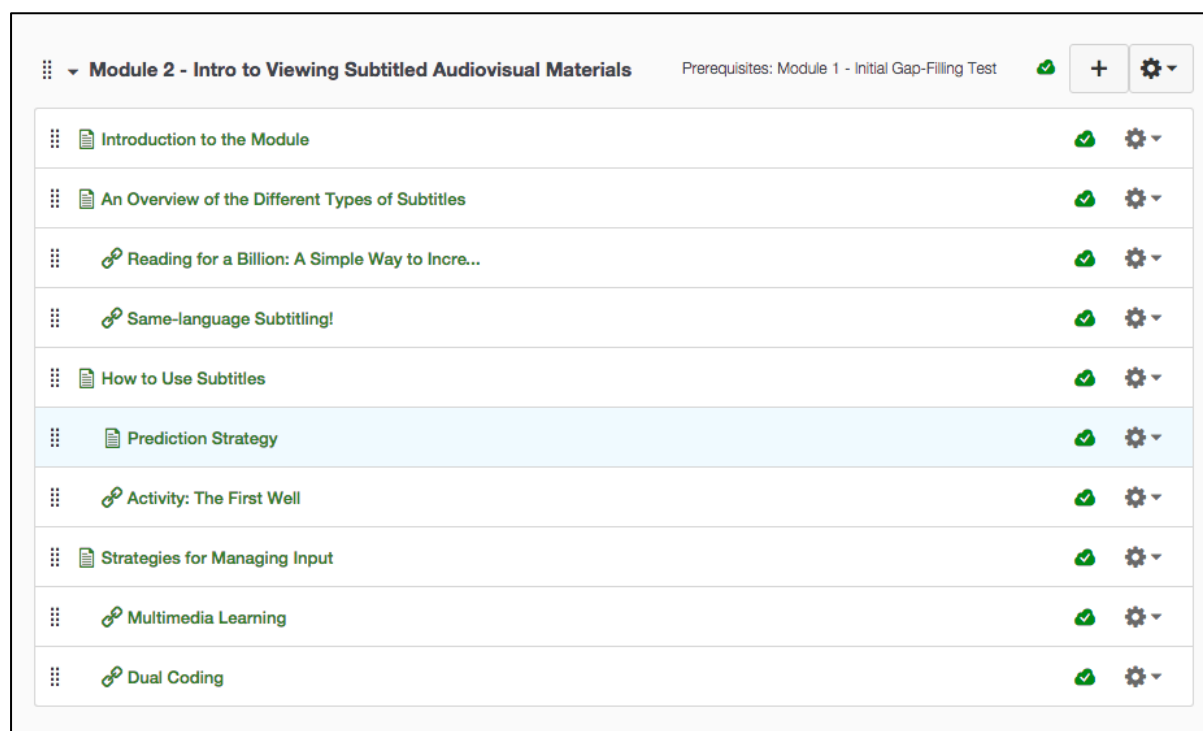 Module 2 - Intro to Viewing Subtitled Audiovisual Materials Prerequisites: Module 1 - Initial Gap-Filling Test
Introduction to the Module
An Overview of the Different Types of Subtitles
Reading for a Billion: A Simple Way to Incre...
Same-language Subtitling!
How to Use Subtitles
Prediction Strategy
Activity: The First Well
Strategies for Managing Input
Multimedia Learning
Dual Coding